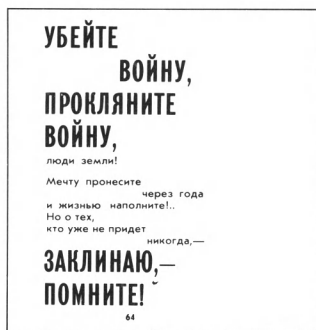 УБЕЙТЕ
ВОЙНУ,
ПРОКЛЯНИТЕ
ВОЙНУ,
люди земли!
Мечту пронесите
через года
и жизнью наполните!..
Но о тех,
кто уже не придет
никогда,—
ЗАКЛИНАЮ,—
ПОМНИТЕ!
64